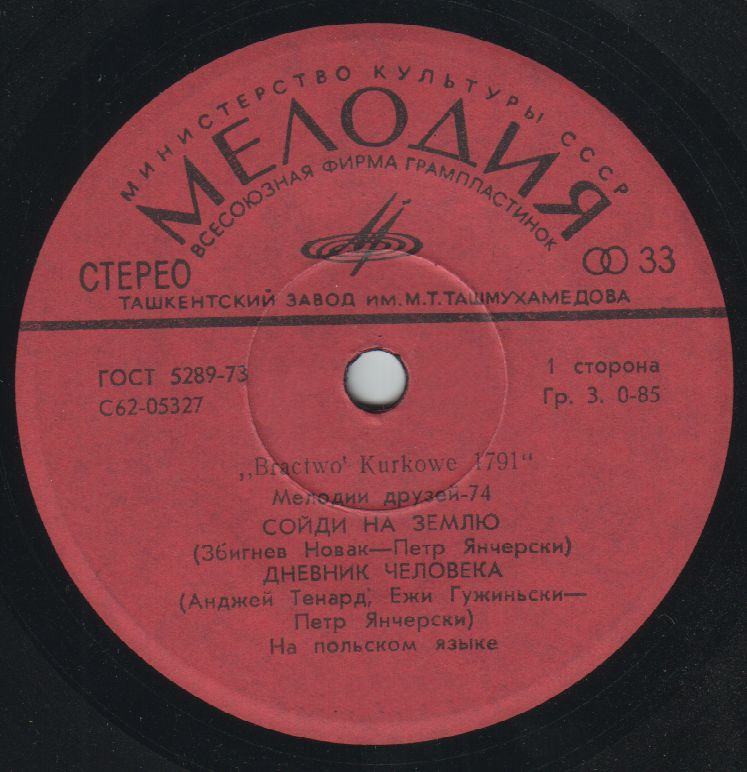 МИНИСТЕРСТВО КУЛЬТУРЫ СССР
МЕЛОДИЯ
ВСЕСОЮЗНАЯ ФИРМА ГРАМПЛАСТИНОК
СТЕРЕО
33
ТАШКЕНТСКИЙ ЗАВОД ИМ. М. Т. ТАШМУХАМЕДОВА
ГОСТ 5289-73
С62-05327
1 сторона
Гр. 3. 0-85
„Bractwo' Kurkowe 1791“
Мелодии друзей-74
СОЙДИ НА ЗЕМЛЮ
(Збигнев Новак—Петр Янчерски)
ДНЕВНИК ЧЕЛОВЕКА
(Анджей Тенард, Ежи Гужиньски—
Петр Янчерски)
На польском языке